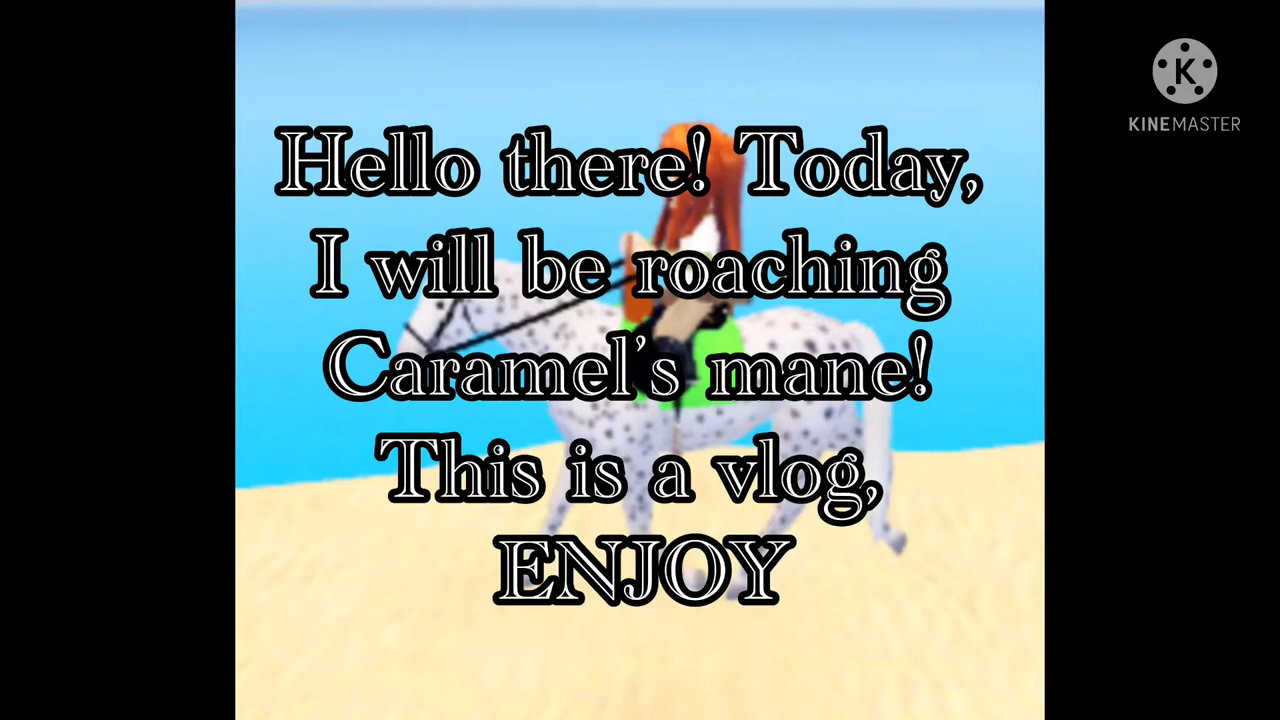 Hello there! Today,
I will be roaching
Caramel's mane!
This is a vlog,
ENJOY
K
KINEMASTER